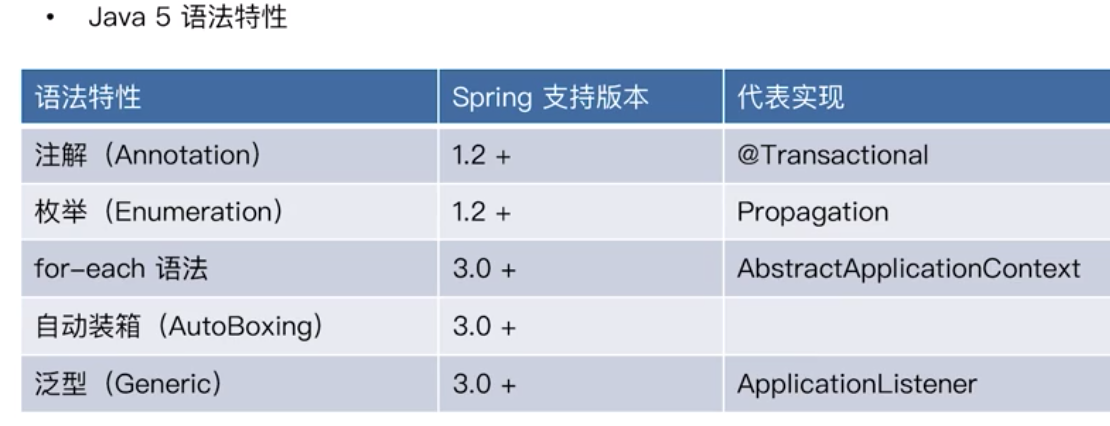 • Java 5 语法特性
语法特性 Spring 支持版本 代表实现
注解（Annotation） 1.2 + @Transactional
枚举（Enumeration） 1.2 + Propagation
for-each 语法 3.0 + AbstractApplicationContext
自动装箱（AutoBoxing） 3.0 +
泛型（Generic） 3.0 + ApplicationListener